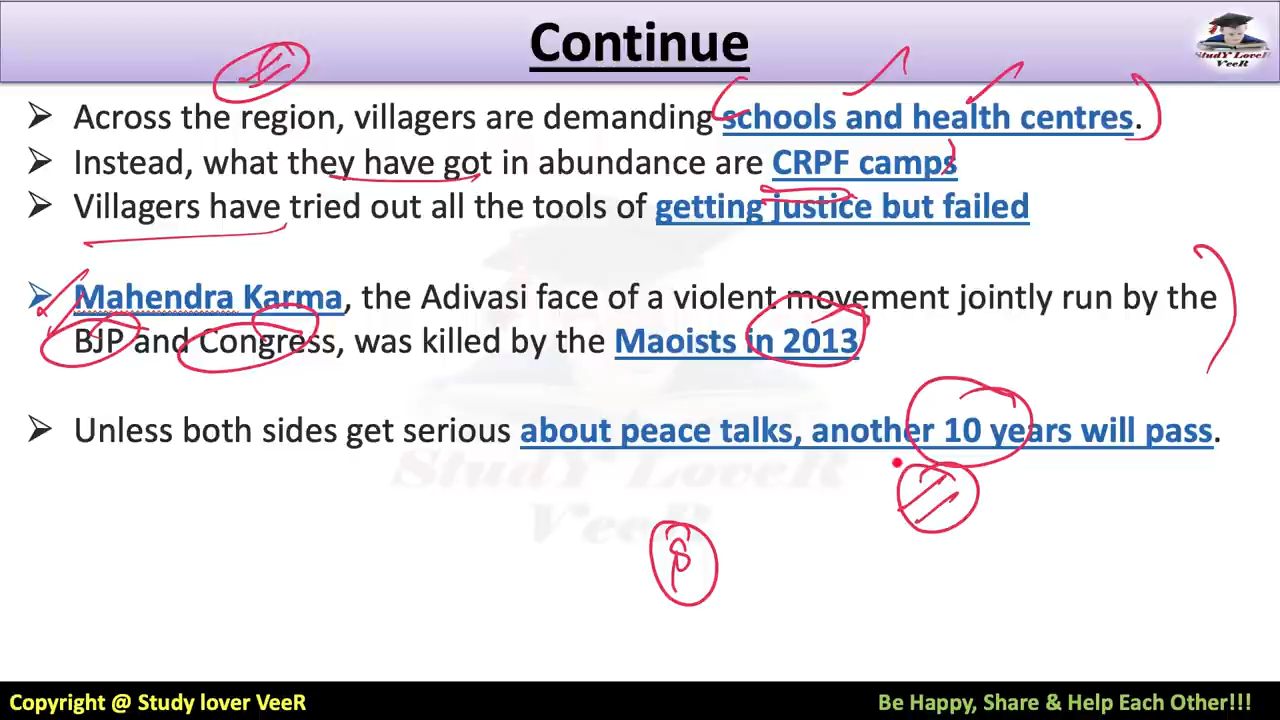 Continue
StudY LoveR
VeeR
➢ Across the region, villagers are demanding schools and health centres.
➢ Instead, what they have got in abundance are CRPF camps
➢ Villagers have tried out all the tools of getting justice but failed
➢ Mahendra Karma, the Adivasi face of a violent movement jointly run by the
BJP and Congress, was killed by the Maoists in 2013
➢ Unless both sides get serious about peace talks, another 10 years will pass.
StudY LoveR
VeeR
Copyright @ Study lover VeeR
Be Happy, Share & Help Each Other!!!